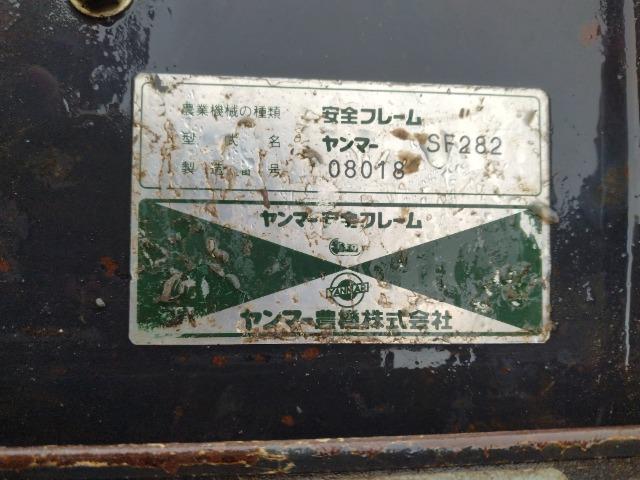 農業機械の種類 安全フレーム
型式名 ヤンマー SF282
製造番号 08018
ヤンマー安全フレーム
YANMAR
ヤンマー農機株式会社